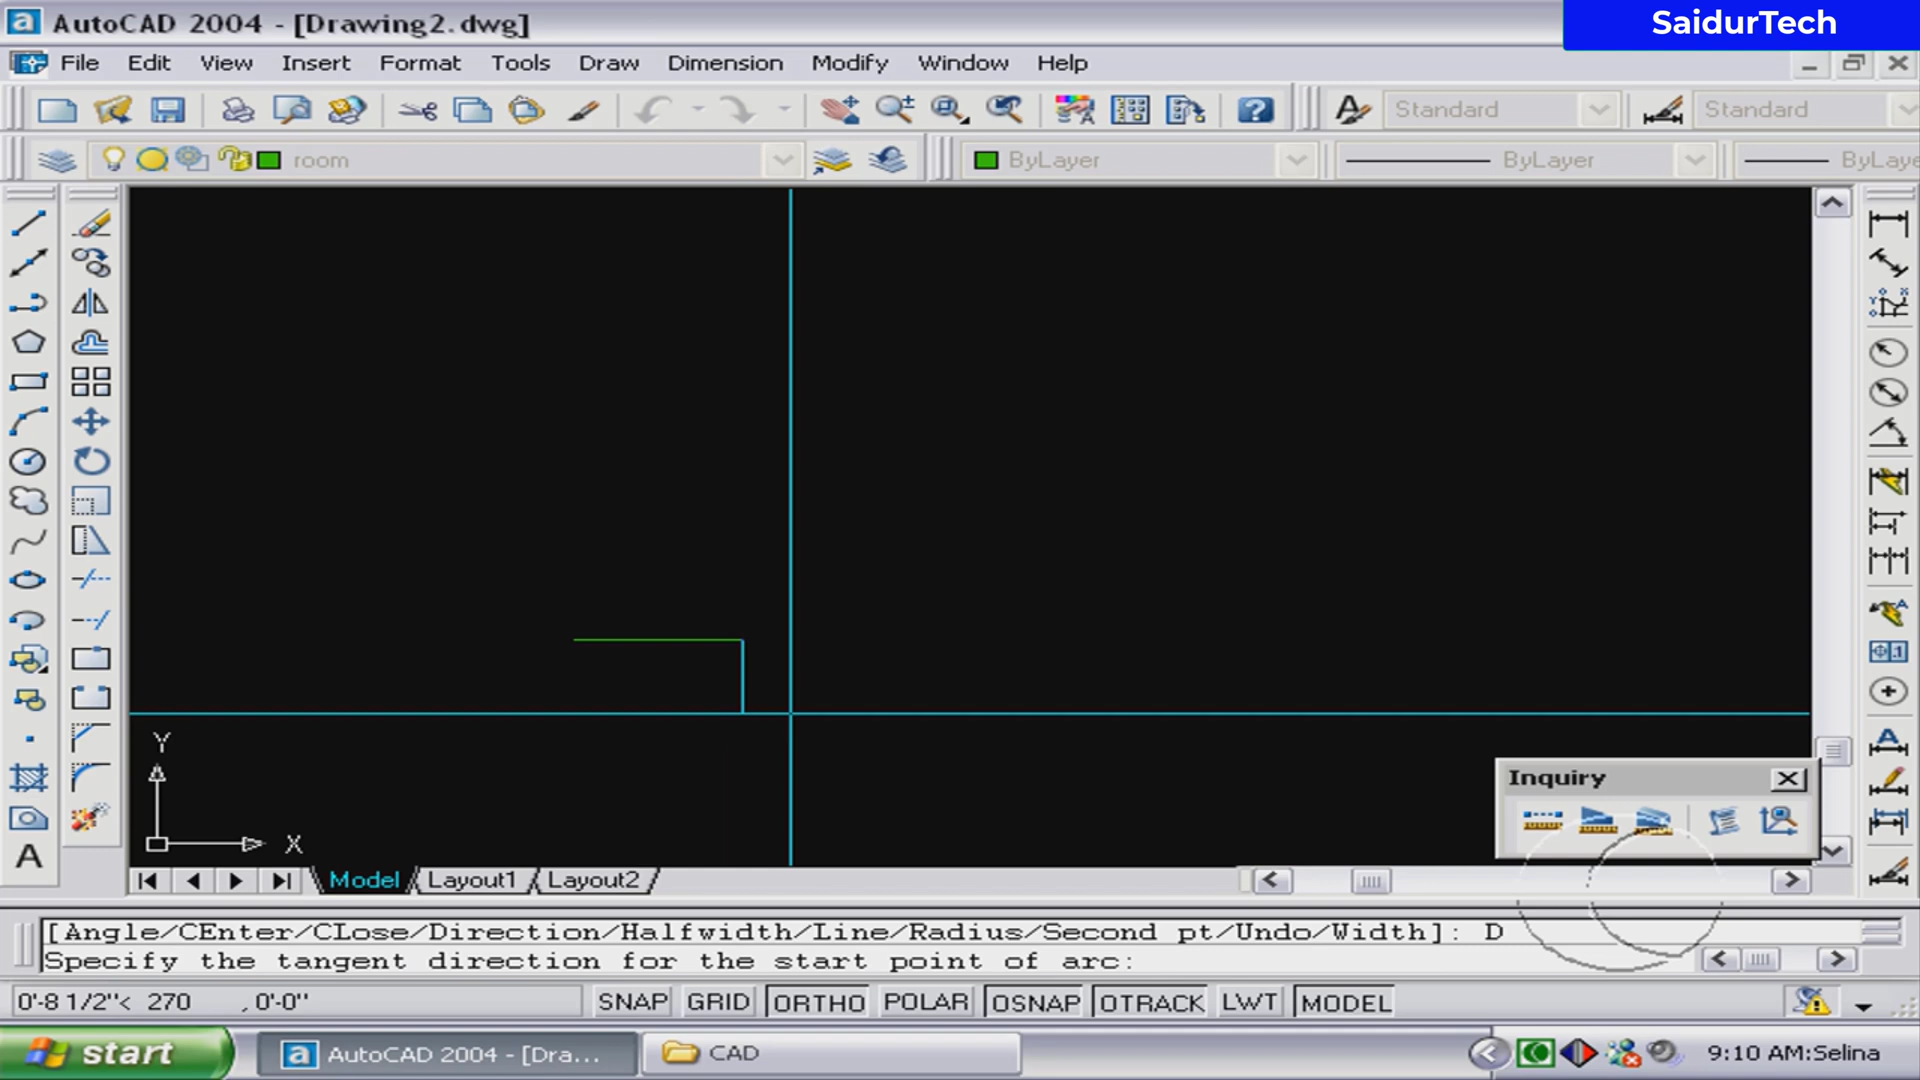 AutoCAD 2004 - [Drawing2.dwg]
SaidurTech
File Edit View Insert Format Tools Draw Dimension Modify Window Help
Standard Standard
room ByLayer ByLayer ByLaye
Y
X
Inquiry
Model Layout1 Layout2
[Angle/CEnter/CLose/Direction/Halfwidth/Line/Radius/Second pt/Undo/Width]: D
Specify the tangent direction for the start point of arc:
0'-8 1/2"< 270 , 0'-0" SNAP GRID ORTHO POLAR OSNAP OTRACK LWT MODEL
start AutoCAD 2004 - [Dra... CAD 9:10 AM:Selina